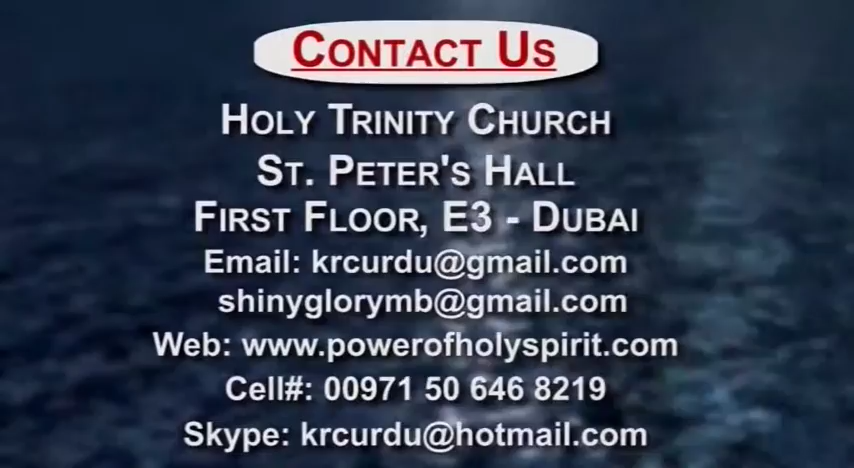 CONTACT US
HOLY TRINITY CHURCH
ST. PETER'S HALL
FIRST FLOOR, E3 - DUBAI
Email: krcurdu@gmail.com
shinyglorymb@gmail.com
Web: www.powerofholyspirit.com
Cell#: 00971 50 646 8219
Skype: krcurdu@hotmail.com